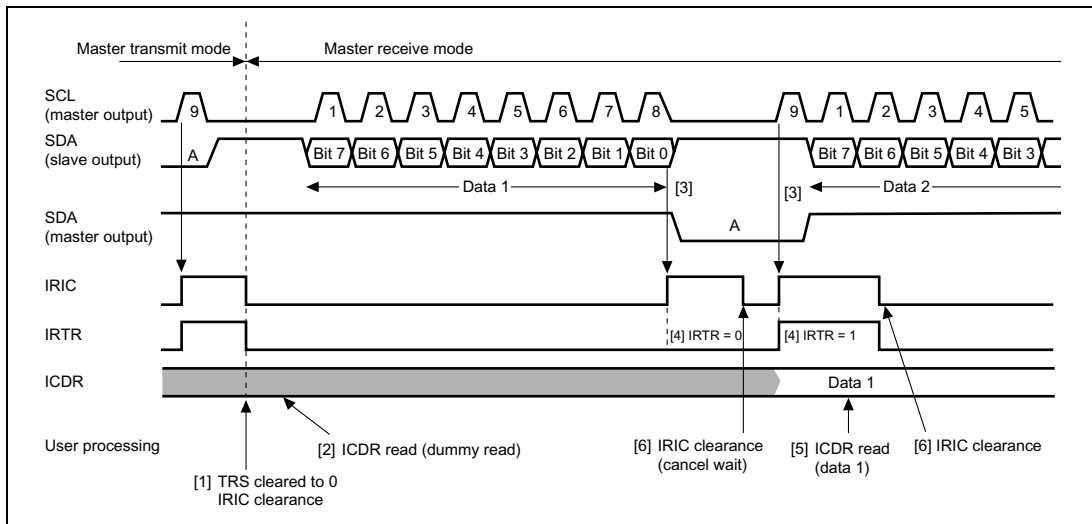 Master transmit mode
Master receive mode
SCL
(master output)
9
1
2
3
4
5
6
7
8
9
1
2
3
4
5
SDA
(slave output)
A
Bit 7
Bit 6
Bit 5
Bit 4
Bit 3
Bit 2
Bit 1
Bit 0
Bit 7
Bit 6
Bit 5
Bit 4
Bit 3
Data 1
[3]
[3]
Data 2
SDA
(master output)
A
IRIC
IRTR
[4] IRTR = 0
[4] IRTR = 1
ICDR
Data 1
User processing
[1] TRS cleared to 0
IRIC clearance
[2] ICDR read (dummy read)
[6] IRIC clearance
(cancel wait)
[5] ICDR read
(data 1)
[6] IRIC clearance